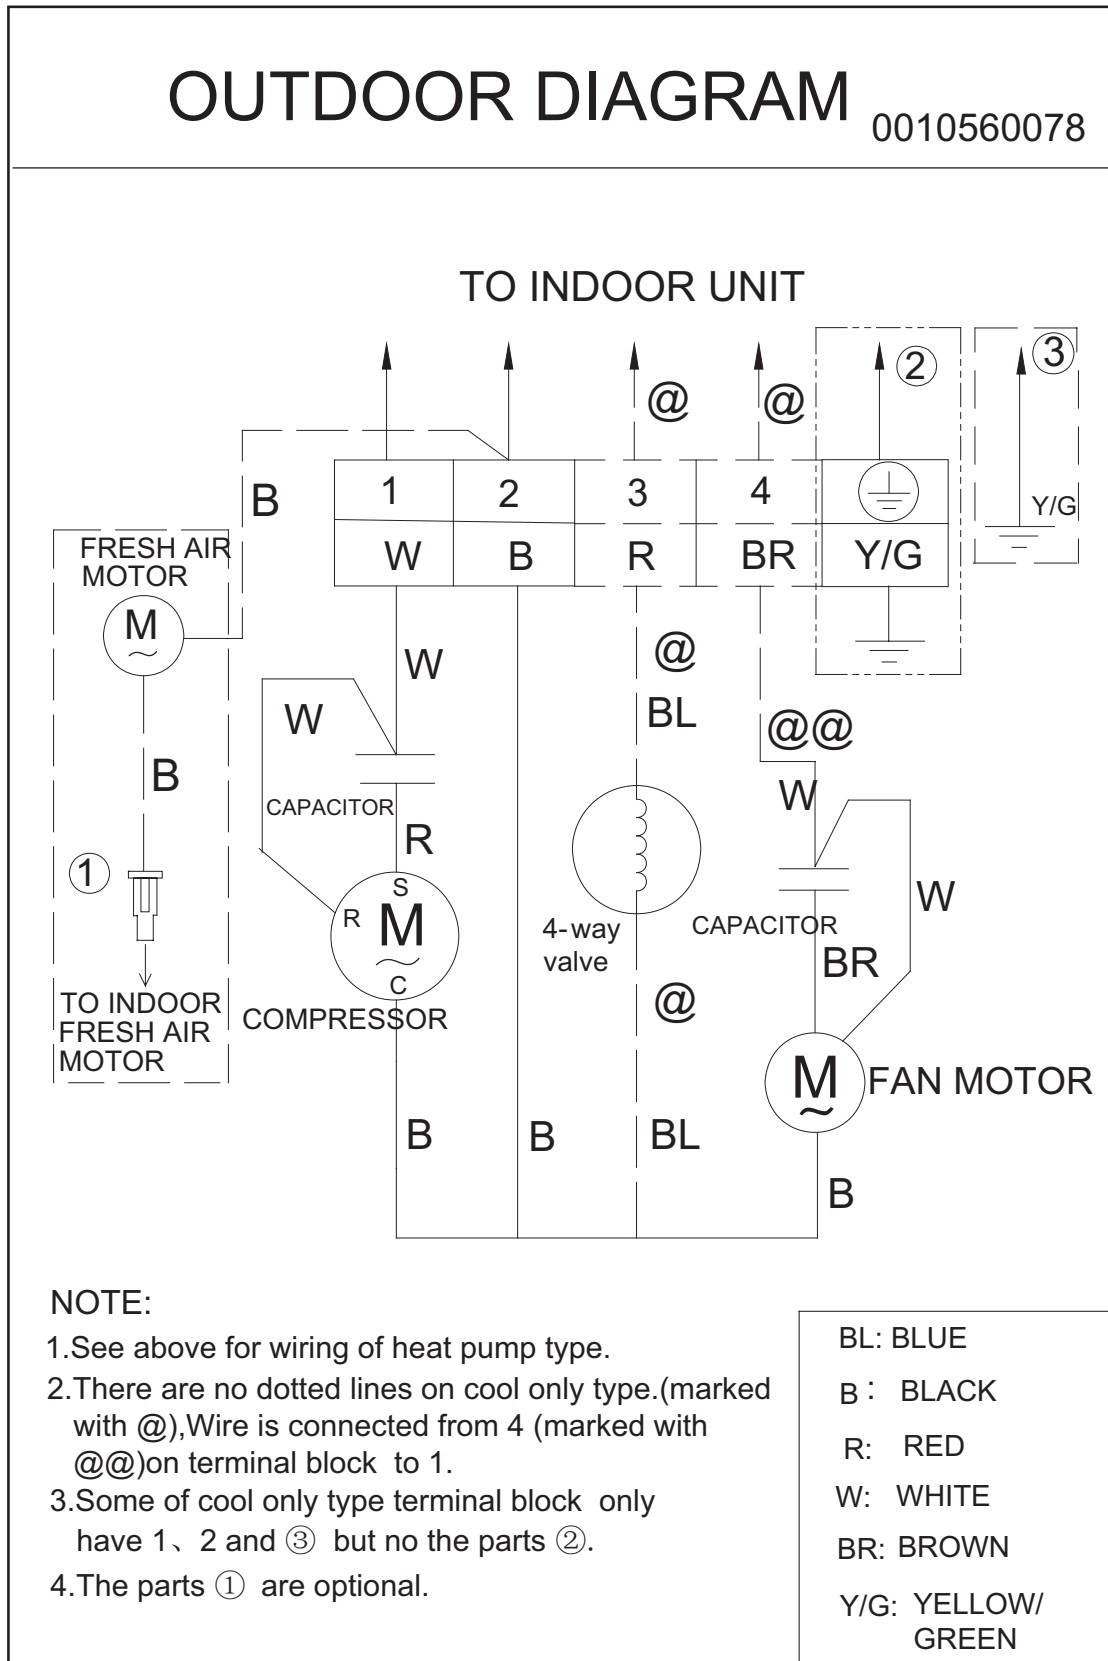 OUTDOOR DIAGRAM 0010560078
TO INDOOR UNIT
@ @ ② ③
B
1 2 3 4
Y/G
W B R BR Y/G
FRESH AIR
MOTOR
M
~
W
@
BL
@@
W
B
W
CAPACITOR
R
①
S
R
M
~
C
COMPRESSOR
4-way
valve
CAPACITOR
W
BR
@
TO INDOOR
FRESH AIR
MOTOR
M
~
FAN MOTOR
B B BL
B
NOTE:
1.See above for wiring of heat pump type.
2.There are no dotted lines on cool only type.(marked
with @),Wire is connected from 4 (marked with
@@)on terminal block to 1.
3.Some of cool only type terminal block only
have 1、2 and ③ but no the parts ②.
4.The parts ① are optional.
BL: BLUE
B : BLACK
R: RED
W: WHITE
BR: BROWN
Y/G: YELLOW/
GREEN